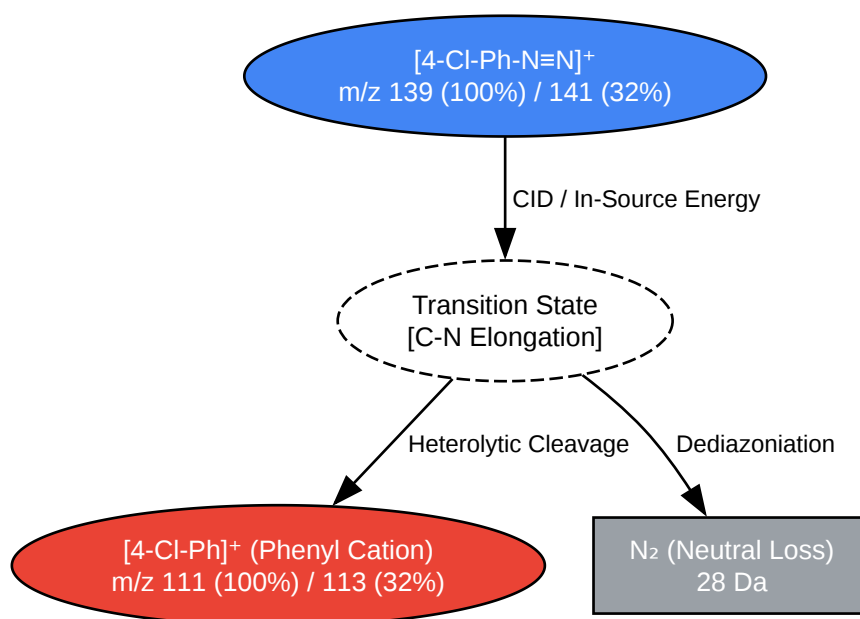 [4-Cl-Ph-N≡N]⁺
m/z 139 (100%) / 141 (32%)
CID / In-Source Energy
Transition State
[C-N Elongation]
Heterolytic Cleavage
Dediazoniation
[4-Cl-Ph]⁺ (Phenyl Cation)
m/z 111 (100%) / 113 (32%)
N₂ (Neutral Loss)
28 Da